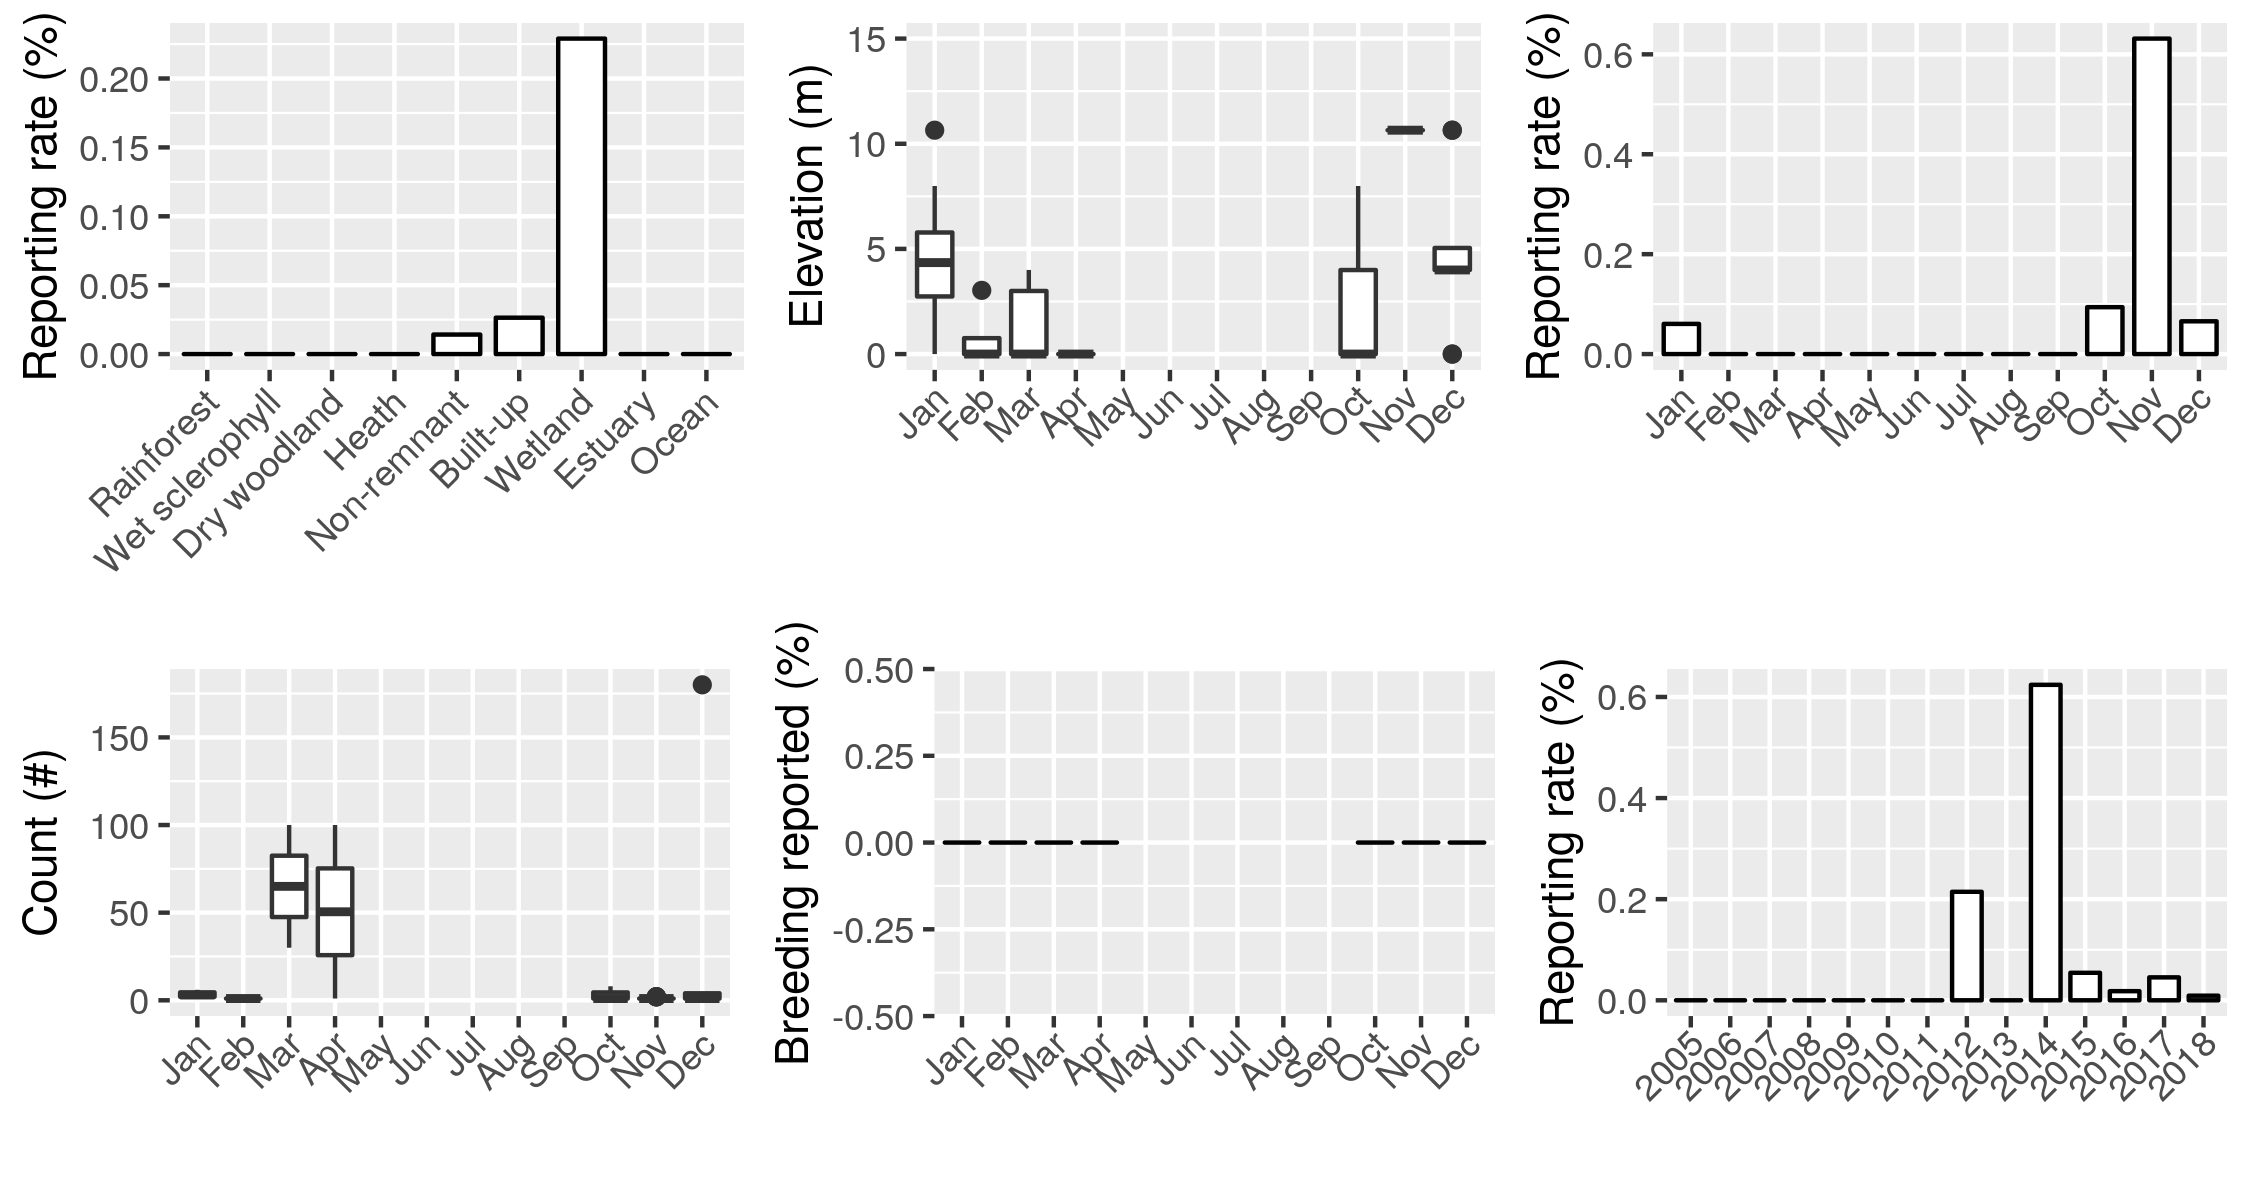 Reporting rate (%)
0.20
0.15
0.10
0.05
0.00
Rainforest
Wet sclerophyll
Dry woodland
Heath
Non-remnant
Built-up
Wetland
Estuary
Ocean
Elevation (m)
15
10
5
0
Jan
Feb
Mar
Apr
May
Jun
Jul
Aug
Sep
Oct
Nov
Dec
Reporting rate (%)
0.6
0.4
0.2
0.0
Jan
Feb
Mar
Apr
May
Jun
Jul
Aug
Sep
Oct
Nov
Dec
Count (#)
150
100
50
0
Jan
Feb
Mar
Apr
May
Jun
Jul
Aug
Sep
Oct
Nov
Dec
Breeding reported (%)
0.50
0.25
0.00
-0.25
-0.50
Jan
Feb
Mar
Apr
May
Jun
Jul
Aug
Sep
Oct
Nov
Dec
Reporting rate (%)
0.6
0.4
0.2
0.0
2005
2006
2007
2008
2009
2010
2011
2012
2013
2014
2015
2016
2017
2018